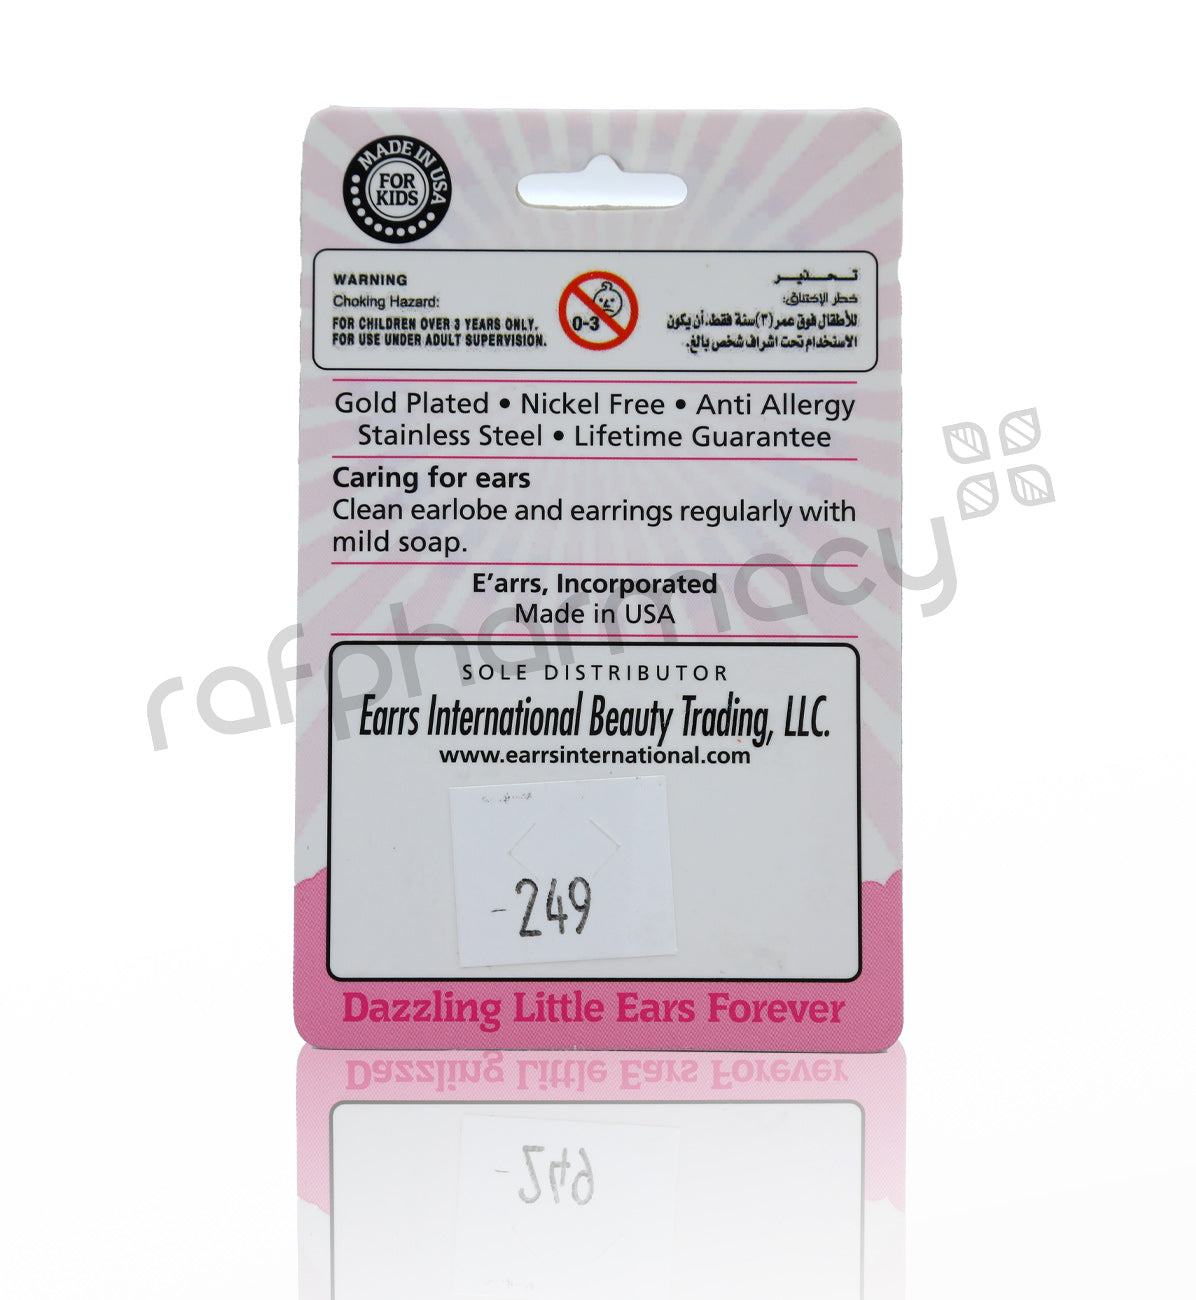 MADE IN USA
FOR
KIDS
WARNING
Choking Hazard:
FOR CHILDREN OVER 3 YEARS ONLY.
FOR USE UNDER ADULT SUPERVISION.
0-3
تحذير
خطر الإختناق:
للأطفال فوق عمر (٣) سنة فقط. أن يكون
الاستخدام تحت اشراف شخص بالغ.
Gold Plated • Nickel Free • Anti Allergy
Stainless Steel • Lifetime Guarantee
Caring for ears
Clean earlobe and earrings regularly with
mild soap.
E'arrs, Incorporated
Made in USA
SOLE DISTRIBUTOR
Earrs International Beauty Trading, LLC.
www.earrsinternational.com
-249
Dazzling Little Ears Forever
rafpharmacy